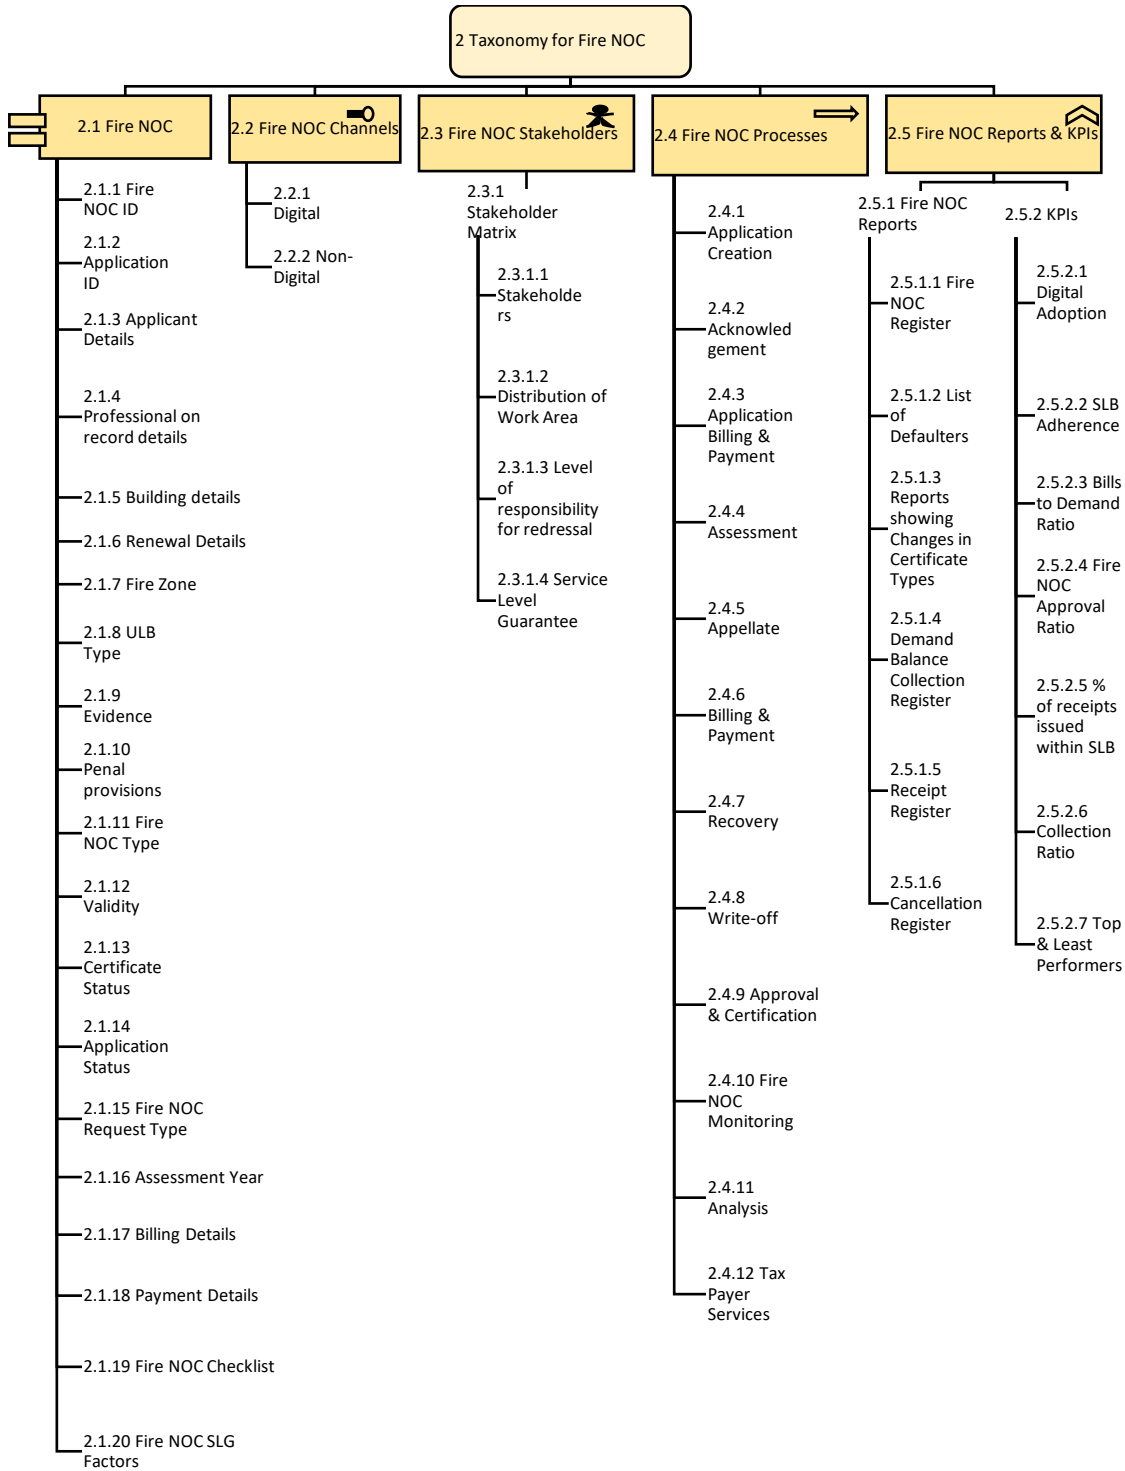 2 Taxonomy for Fire NOC
2.1 Fire NOC
2.1.1 Fire
NOC ID
2.1.2
Application
ID
2.1.3 Applicant
Details
2.1.4
Professional on
record details
2.1.5 Building details
2.1.6 Renewal Details
2.1.7 Fire Zone
2.1.8 ULB
Type
2.1.9
Evidence
2.1.10
Penal
provisions
2.1.11 Fire
NOC Type
2.1.12
Validity
2.1.13
Certificate
Status
2.1.14
Application
Status
2.1.15 Fire NOC
Request Type
2.1.16 Assessment Year
2.1.17 Billing Details
2.1.18 Payment Details
2.1.19 Fire NOC Checklist
2.1.20 Fire NOC SLG
Factors
2.2 Fire NOC Channels
2.2.1
Digital
2.2.2 Non-
Digital
2.3 Fire NOC Stakeholders
2.3.1
Stakeholder
Matrix
2.3.1.1
Stakeholde
rs
2.3.1.2
Distribution of
Work Area
2.3.1.3 Level
of
responsibility
for redressal
2.3.1.4 Service
Level
Guarantee
2.4 Fire NOC Processes
2.4.1
Application
Creation
2.4.2
Acknowled
gement
2.4.3
Application
Billing &
Payment
2.4.4
Assessment
2.4.5
Appellate
2.4.6
Billing &
Payment
2.4.7
Recovery
2.4.8
Write-off
2.4.9 Approval
& Certification
2.4.10 Fire
NOC
Monitoring
2.4.11
Analysis
2.4.12 Tax
Payer
Services
2.5 Fire NOC Reports & KPIs
2.5.1 Fire NOC
Reports
2.5.1.1 Fire
NOC
Register
2.5.1.2 List
of
Defaulters
2.5.1.3
Reports
showing
Changes in
Certificate
Types
2.5.1.4
Demand
Balance
Collection
Register
2.5.1.5
Receipt
Register
2.5.1.6
Cancellation
Register
2.5.2 KPIs
2.5.2.1
Digital
Adoption
2.5.2.2 SLB
Adherence
2.5.2.3 Bills
to Demand
Ratio
2.5.2.4 Fire
NOC
Approval
Ratio
2.5.2.5 %
of receipts
issued
within SLB
2.5.2.6
Collection
Ratio
2.5.2.7 Top
& Least
Performers